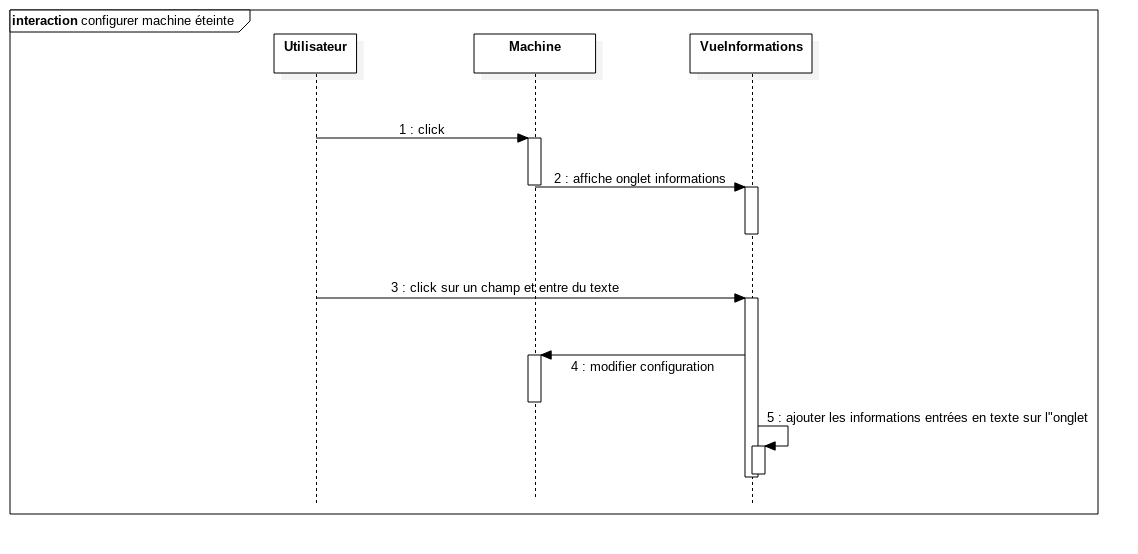 interaction configurer machine éteinte
Utilisateur
Machine
VueInformations
1 : click
2 : affiche onglet informations
3 : click sur un champ et entre du texte
4 : modifier configuration
5 : ajouter les informations entrées en texte sur l"onglet